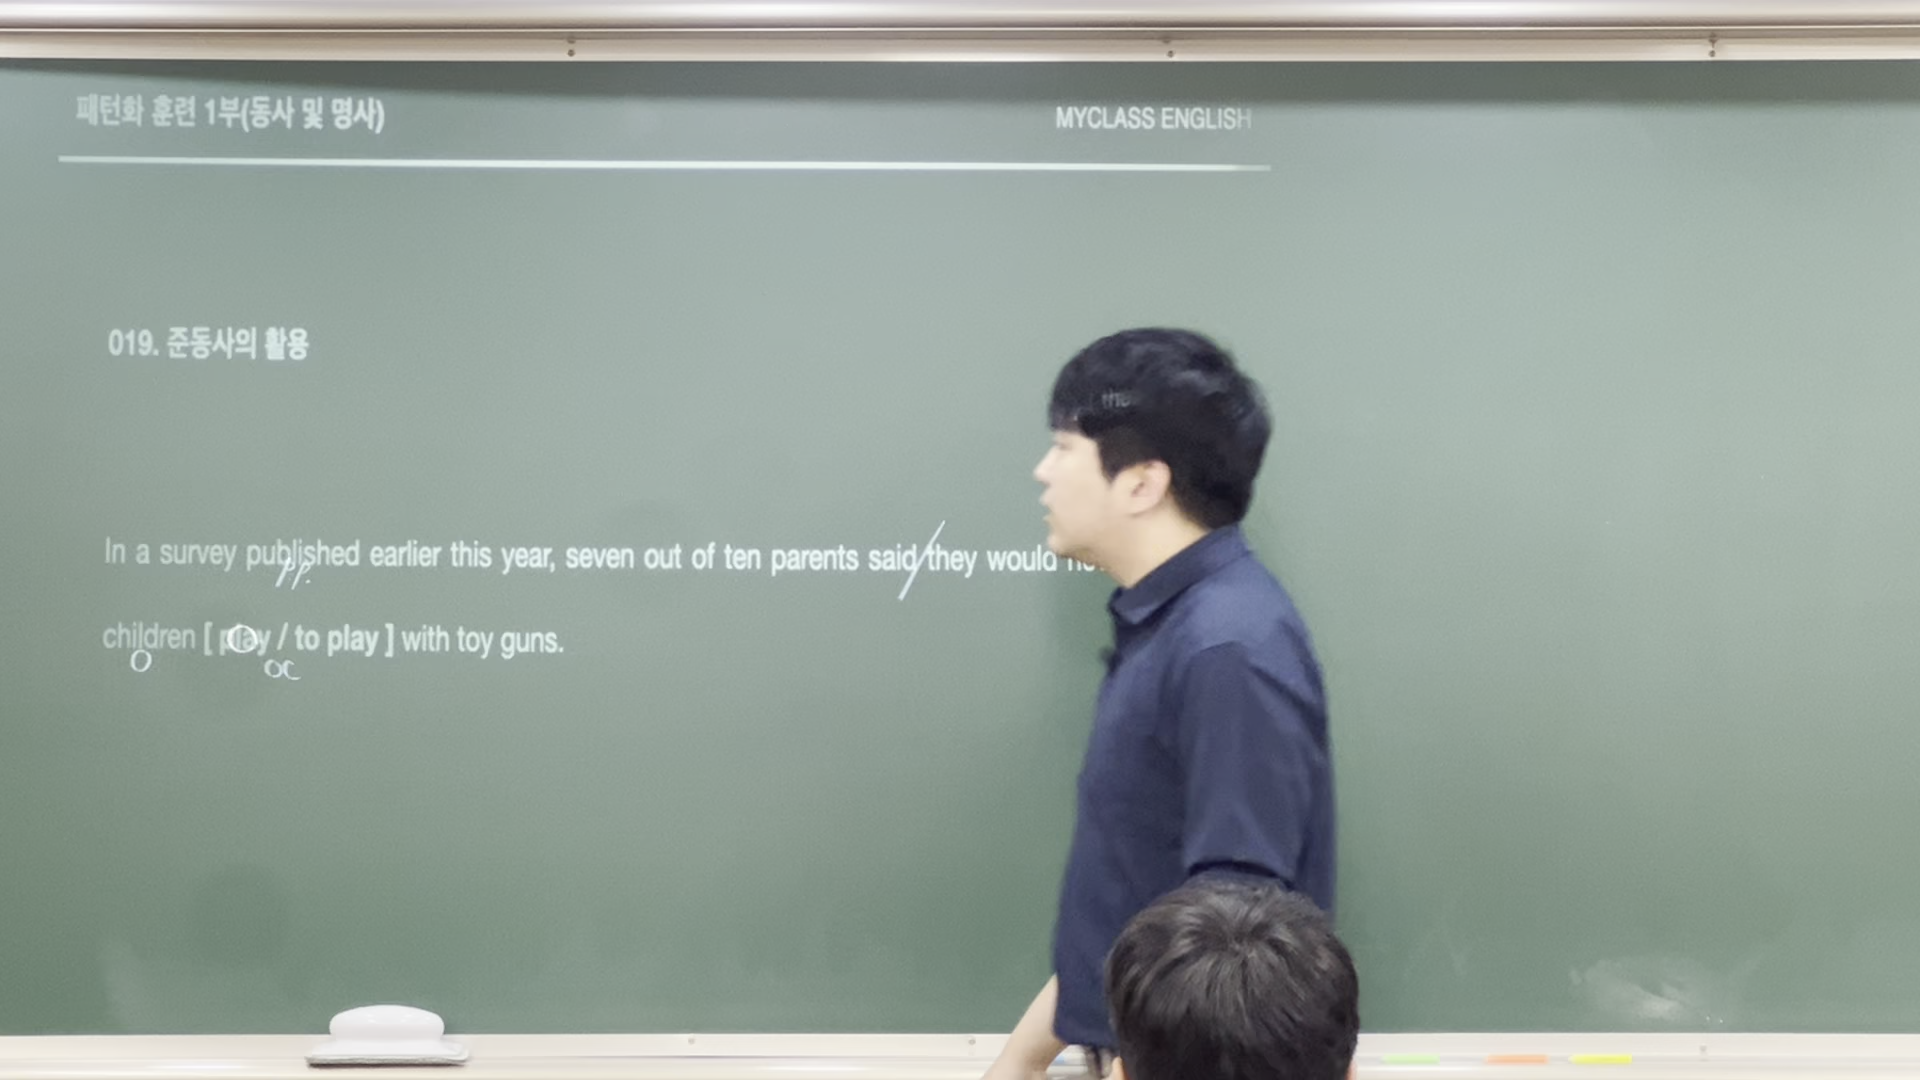 패턴화 훈련 1부(동사 및 명사)
MYCLASS ENGLISH
019. 준동사의 활용
In a survey published earlier this year, seven out of ten parents said/they would
p.p.
children [ play / to play ] with toy guns.
O
OC